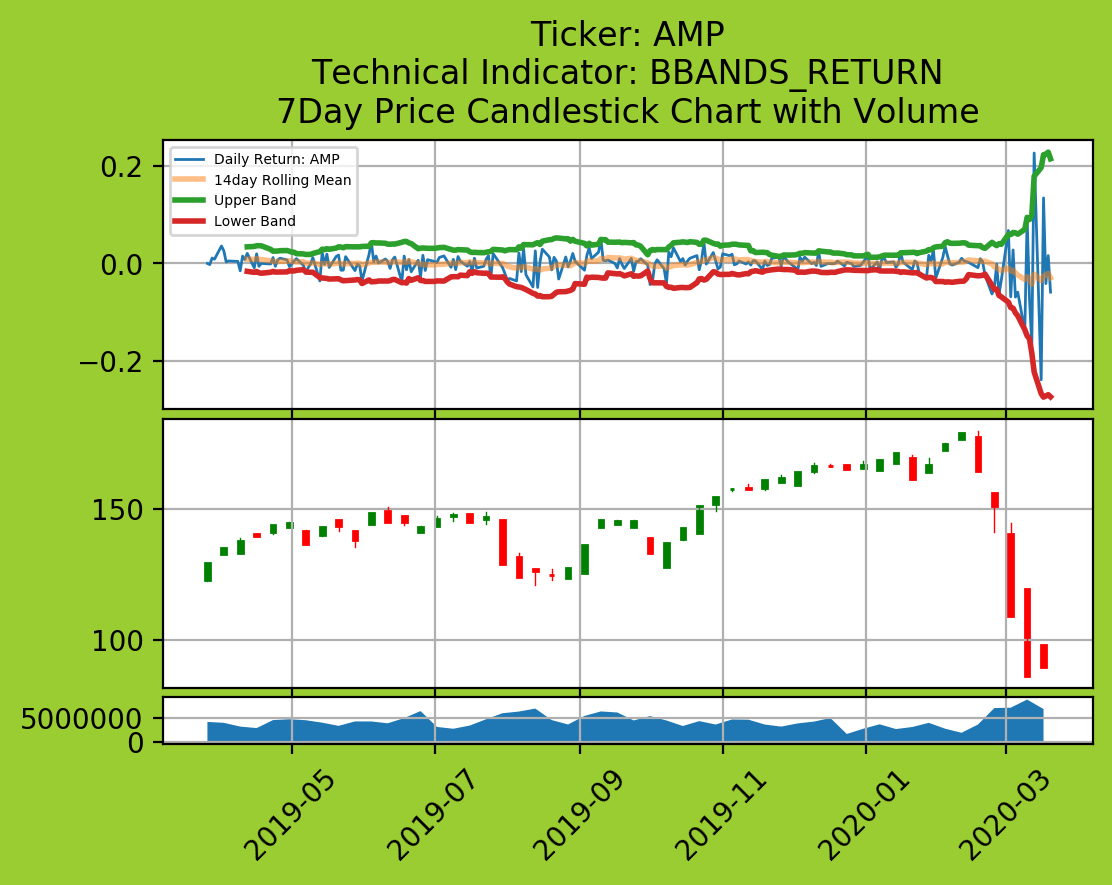 Ticker: AMP
Technical Indicator: BBANDS_RETURN
7Day Price Candlestick Chart with Volume
Daily Return: AMP
14day Rolling Mean
Upper Band
Lower Band
0.2
0.0
−0.2
150
100
5000000
0
2019-05
2019-07
2019-09
2019-11
2020-01
2020-03